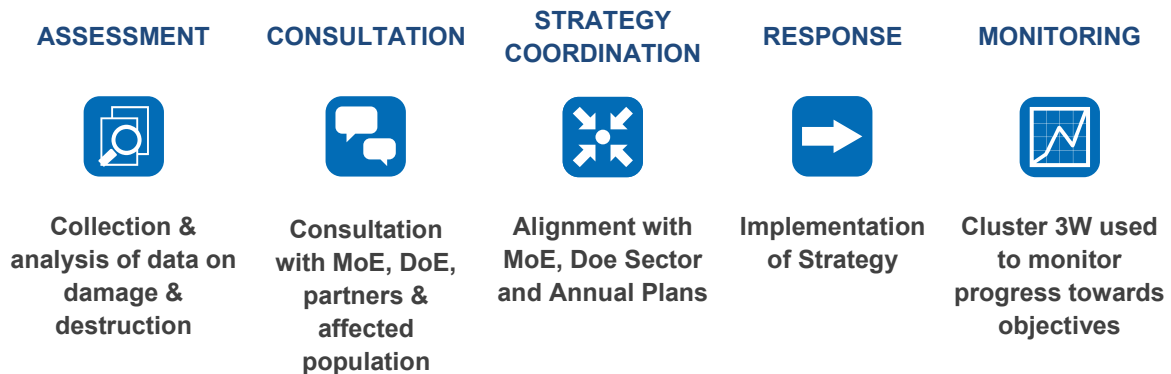 ASSESSMENT
CONSULTATION
STRATEGY
COORDINATION
RESPONSE
MONITORING
Collection &
analysis of data on
damage &
destruction
Consultation
with MoE, DoE,
partners &
affected
population
Alignment with
MoE, Doe Sector
and Annual Plans
Implementation
of Strategy
Cluster 3W used
to monitor
progress towards
objectives